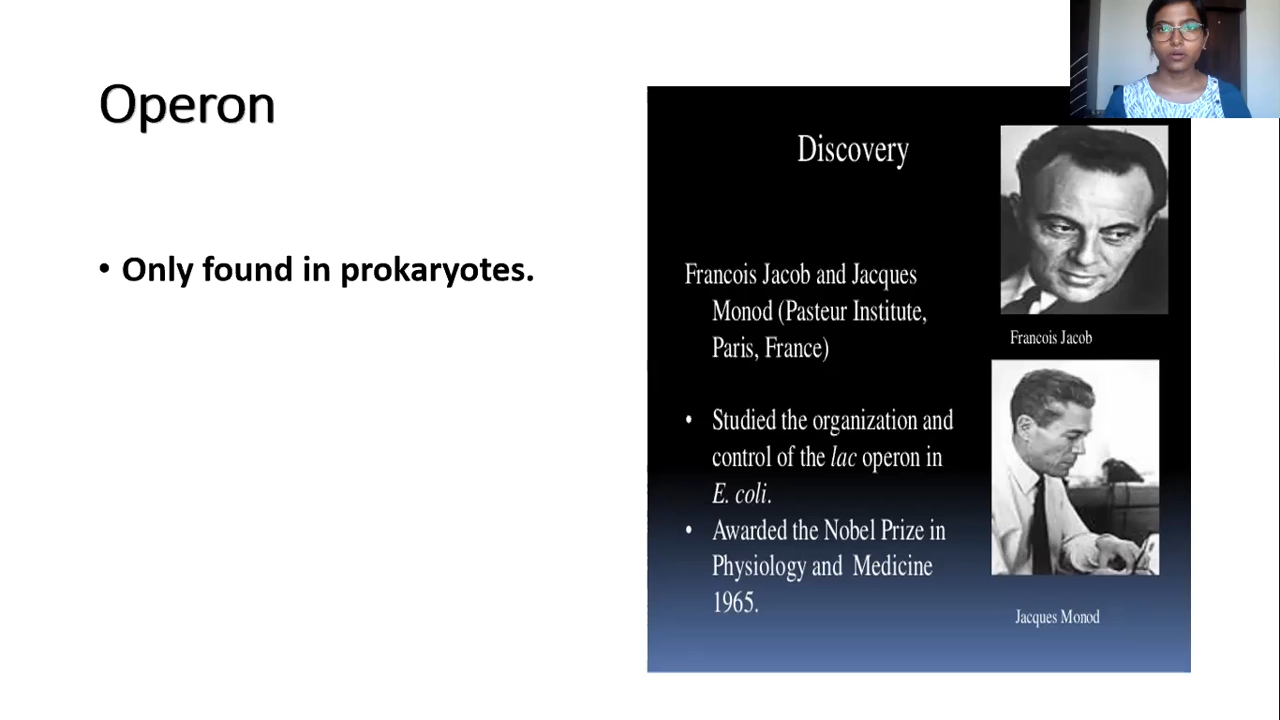 Operon
• Only found in prokaryotes.
Discovery
Francois Jacob and Jacques
Monod (Pasteur Institute,
Paris, France)
• Studied the organization and
control of the lac operon in
E. coli.
• Awarded the Nobel Prize in
Physiology and Medicine
1965.
Francois Jacob
Jacques Monod